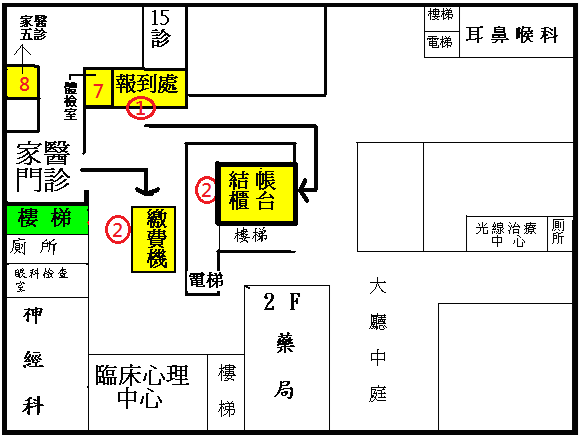 家醫
五診
15
診
樓梯
電梯
耳鼻喉科
8
體檢室
7
報到處
1
家醫
門診
2
結帳
櫃台
樓梯
廁所
2
繳費機
樓梯
光線治療
中心
廁所
眼科檢查
室
電梯
神經科
2F
藥局
大廳中庭
臨床心理
中心
樓梯